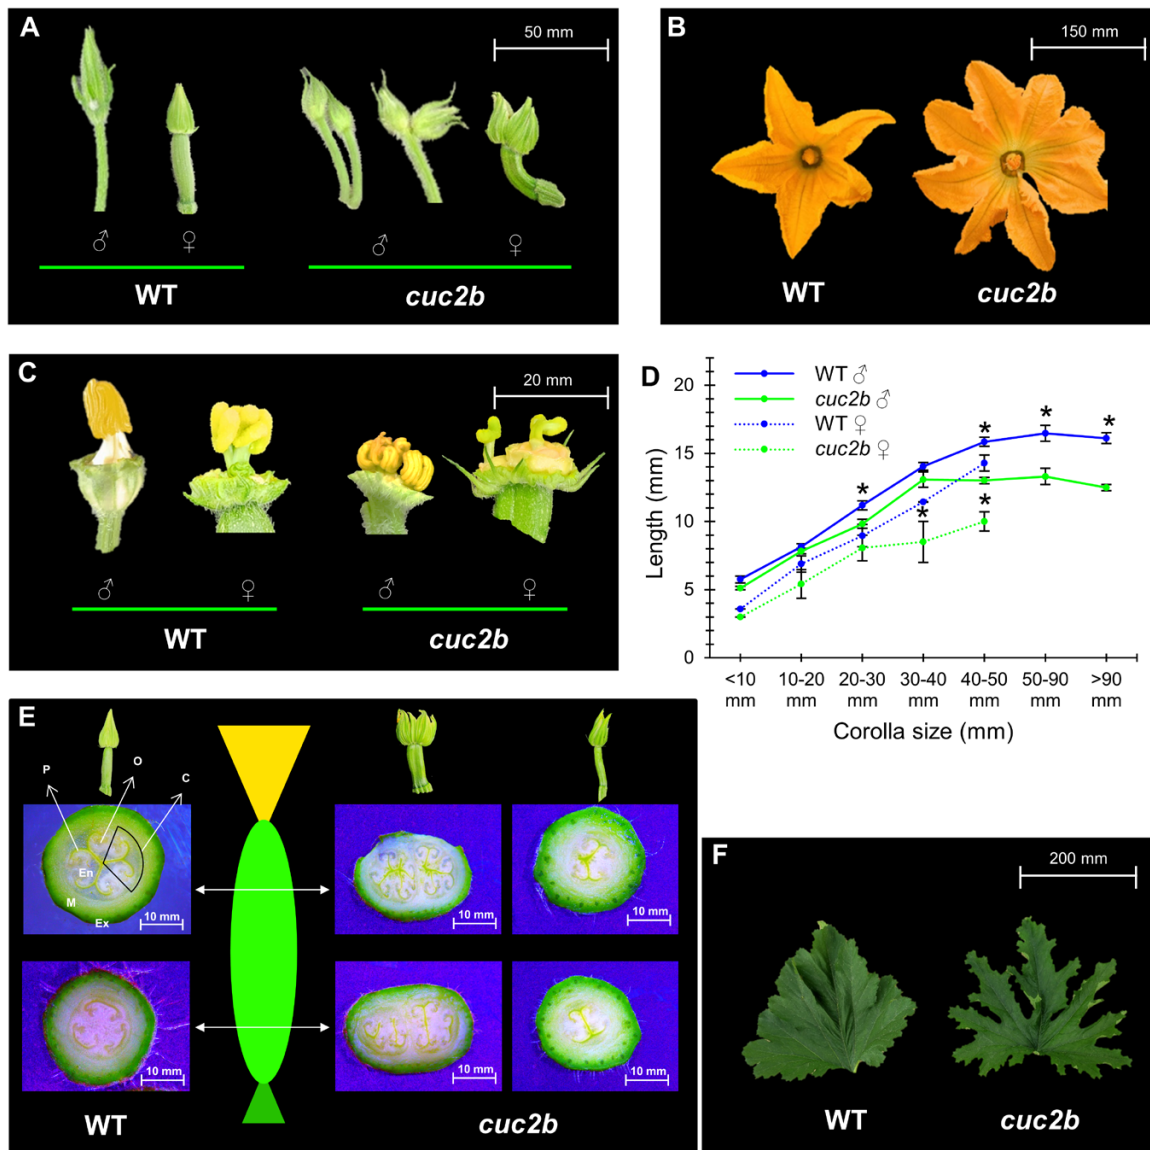 A
50 mm
♂
♀
♂
♀
WT
cuc2b
B
150 mm
WT
cuc2b
C
20 mm
♂
♀
♂
♀
WT
cuc2b
D
WT ♂
cuc2b ♂
WT ♀
cuc2b ♀
20
15
10
5
0
Length (mm)
*
*
*
*
*
*
<10 mm
10-20 mm
20-30 mm
30-40 mm
40-50 mm
50-90 mm
>90 mm
Corolla size (mm)
E
P
O
C
En
M
Ex
10 mm
10 mm
10 mm
10 mm
10 mm
10 mm
WT
cuc2b
F
200 mm
WT
cuc2b